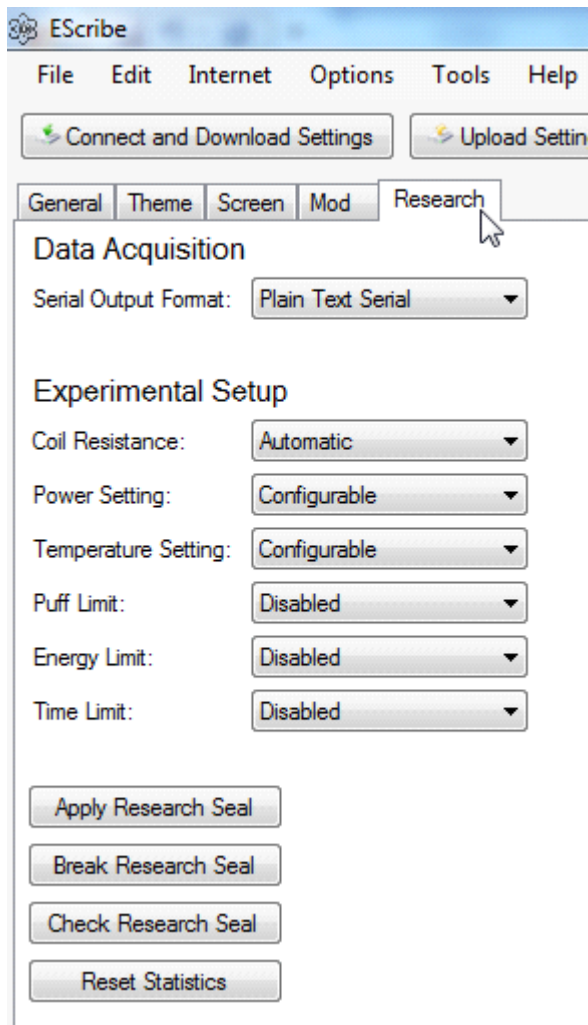 EScribe
File Edit Internet Options Tools Help
Connect and Download Settings Upload Settin
General Theme Screen Mod Research
Data Acquisition
Serial Output Format: Plain Text Serial
Experimental Setup
Coil Resistance: Automatic
Power Setting: Configurable
Temperature Setting: Configurable
Puff Limit: Disabled
Energy Limit: Disabled
Time Limit: Disabled
Apply Research Seal
Break Research Seal
Check Research Seal
Reset Statistics